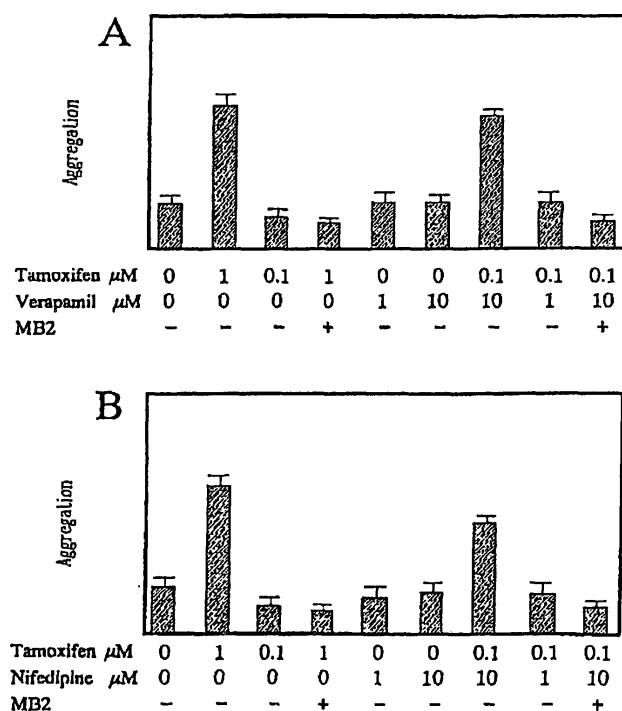 A
Aggregation
Tamoxifen μM 0 1 0.1 1 0 0 0.1 0.1 0.1
Verapamil μM 0 0 0 0 1 10 10 1 10
MB2 – – – + – – – – +
B
Aggregation
Tamoxifen μM 0 1 0.1 1 0 0 0.1 0.1 0.1
Nifedipine μM 0 0 0 0 1 10 10 1 10
MB2 – – – + – – – – +